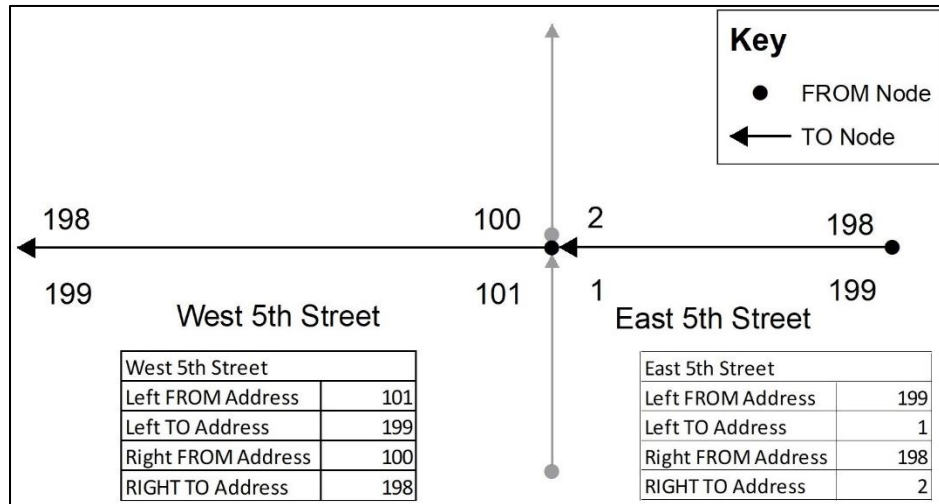 Key
FROM Node
TO Node
198 100 2 198
199 101 1 199
West 5th Street East 5th Street
West 5th Street
Left FROM Address 101
Left TO Address 199
Right FROM Address 100
RIGHT TO Address 198
East 5th Street
Left FROM Address 199
Left TO Address 1
Right FROM Address 198
RIGHT TO Address 2